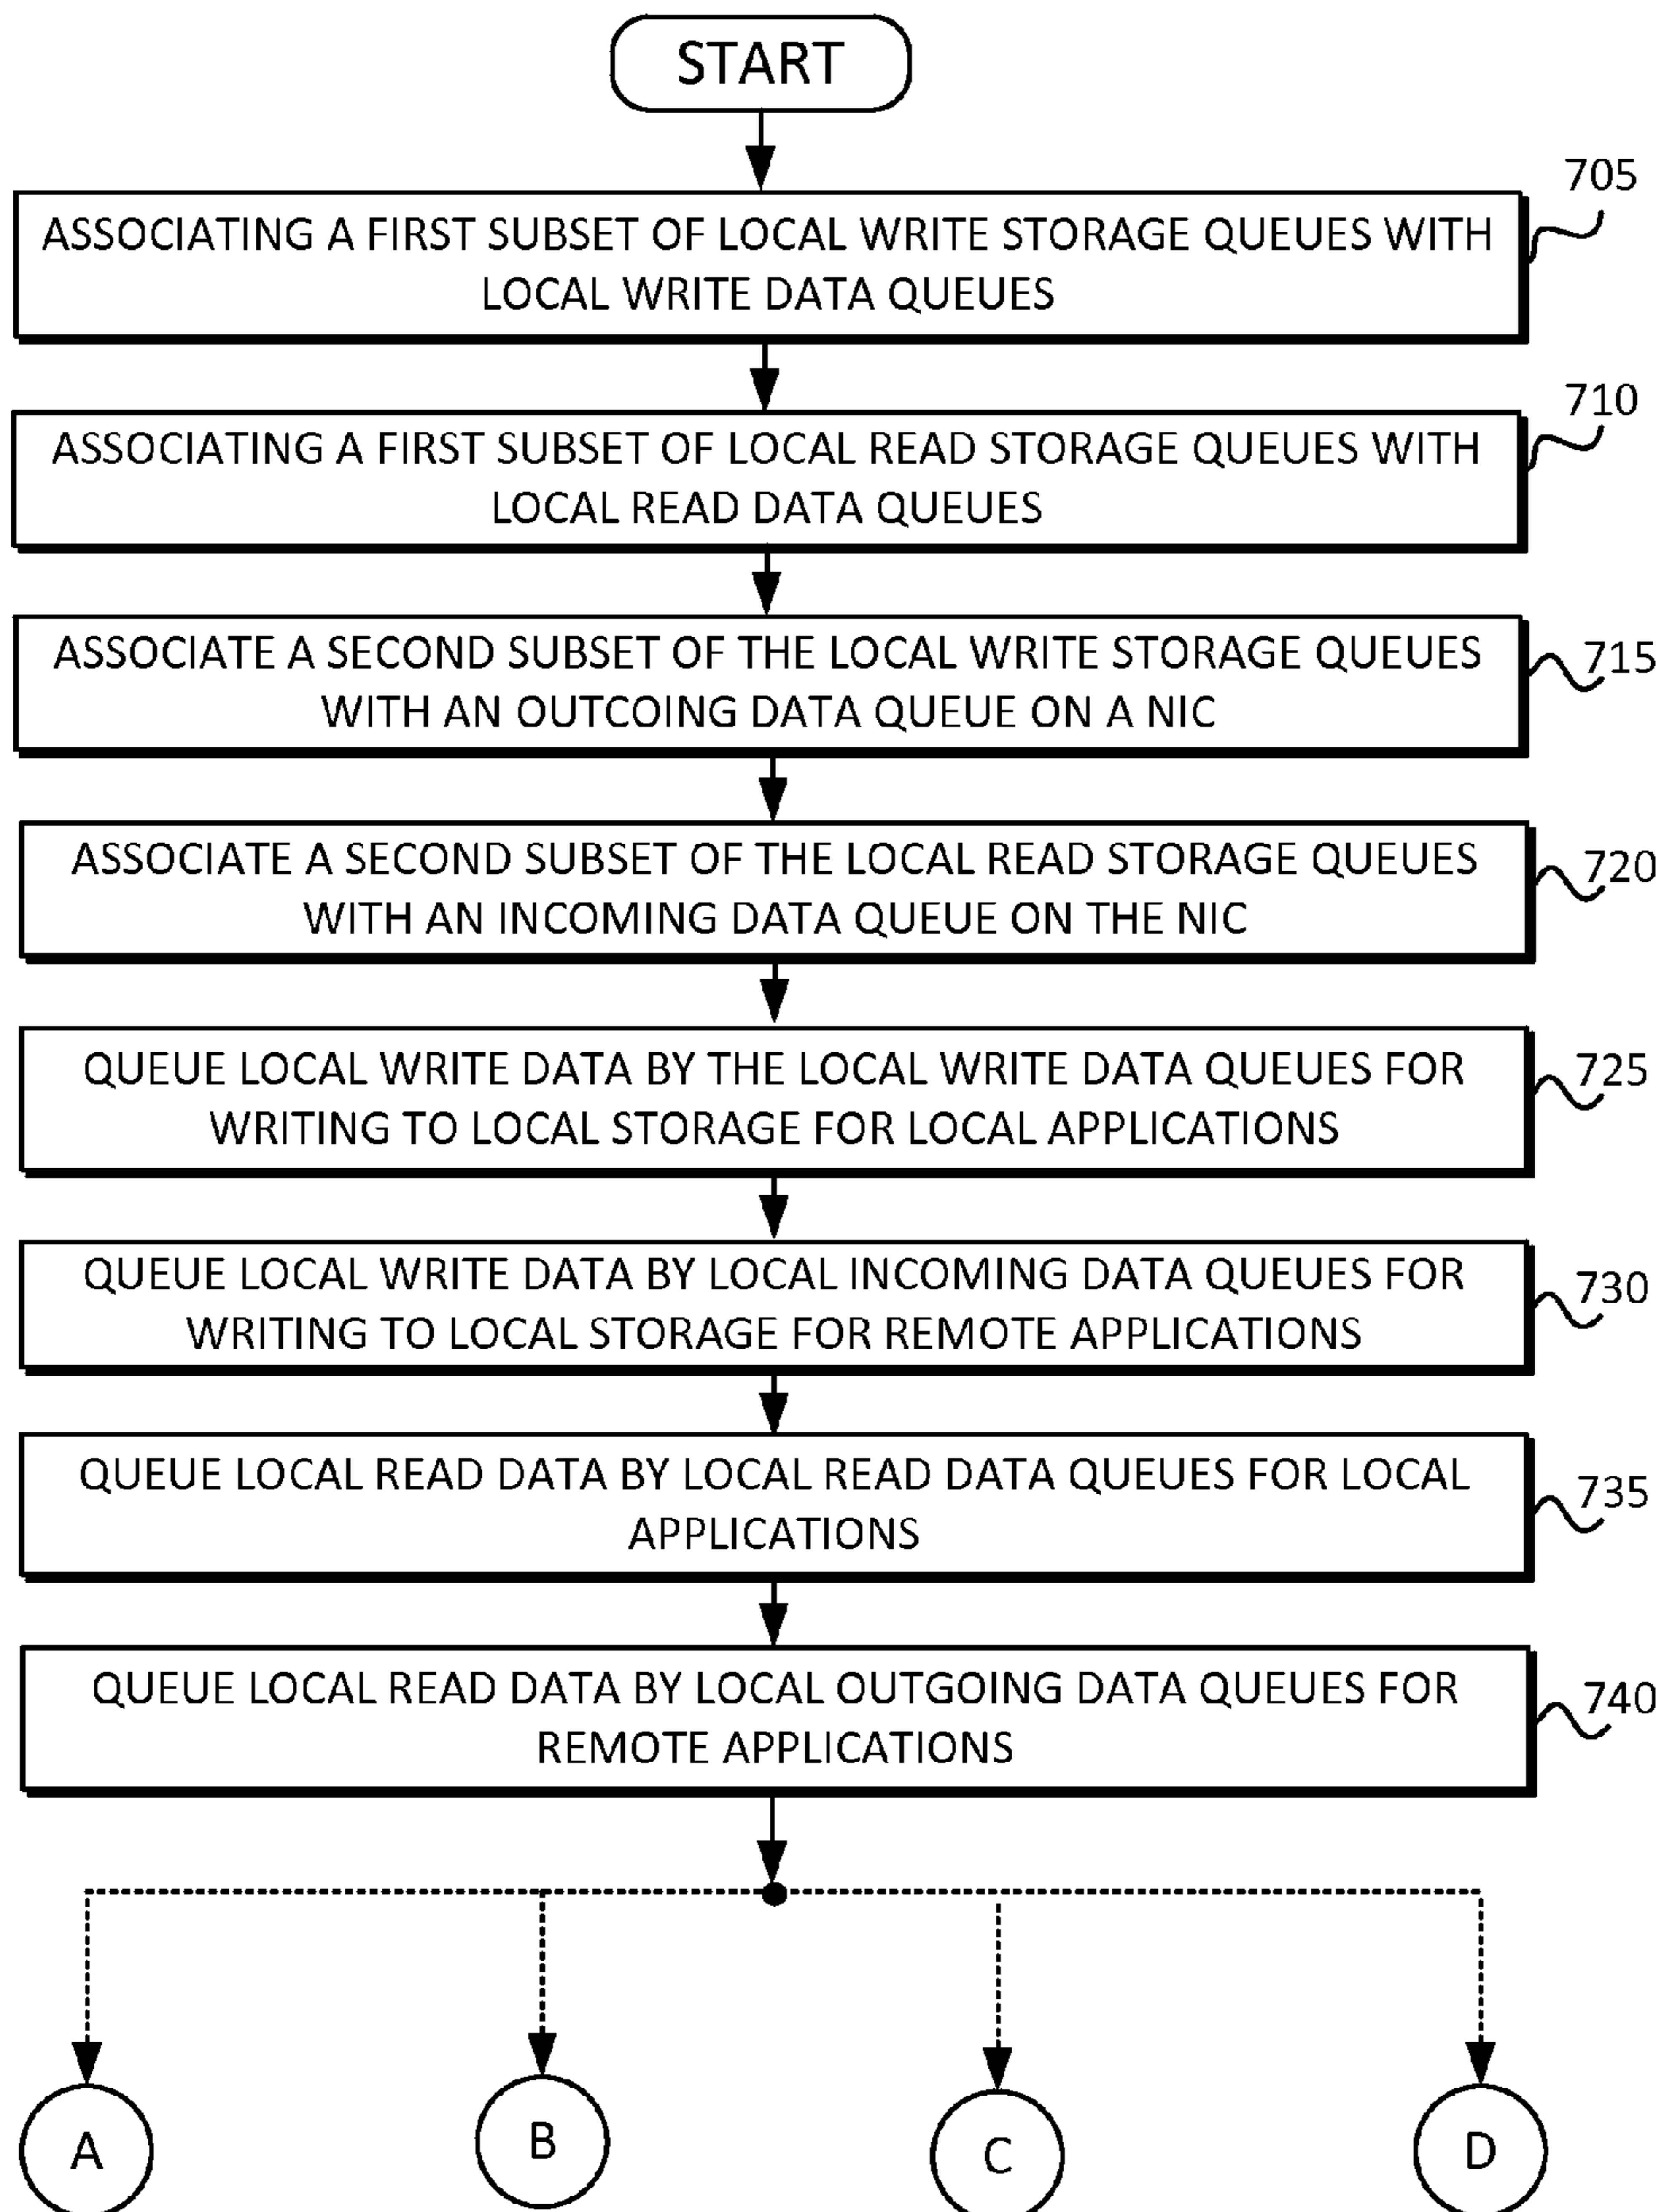 START
705
ASSOCIATING A FIRST SUBSET OF LOCAL WRITE STORAGE QUEUES WITH
LOCAL WRITE DATA QUEUES
710
ASSOCIATING A FIRST SUBSET OF LOCAL READ STORAGE QUEUES WITH
LOCAL READ DATA QUEUES
715
ASSOCIATE A SECOND SUBSET OF THE LOCAL WRITE STORAGE QUEUES
WITH AN OUTCOING DATA QUEUE ON A NIC
720
ASSOCIATE A SECOND SUBSET OF THE LOCAL READ STORAGE QUEUES
WITH AN INCOMING DATA QUEUE ON THE NIC
725
QUEUE LOCAL WRITE DATA BY THE LOCAL WRITE DATA QUEUES FOR
WRITING TO LOCAL STORAGE FOR LOCAL APPLICATIONS
730
QUEUE LOCAL WRITE DATA BY LOCAL INCOMING DATA QUEUES FOR
WRITING TO LOCAL STORAGE FOR REMOTE APPLICATIONS
735
QUEUE LOCAL READ DATA BY LOCAL READ DATA QUEUES FOR LOCAL
APPLICATIONS
740
QUEUE LOCAL READ DATA BY LOCAL OUTGOING DATA QUEUES FOR
REMOTE APPLICATIONS
A
B
C
D